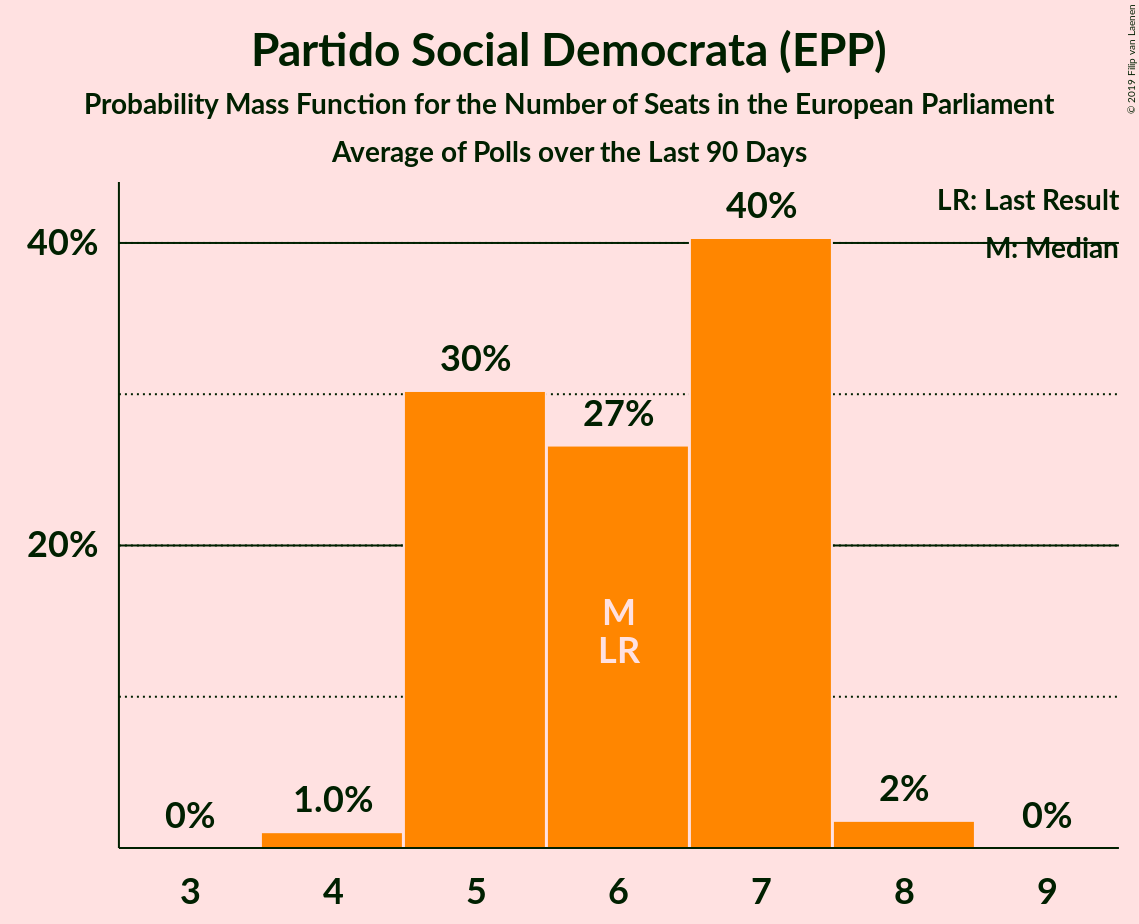 Partido Social Democrata (EPP)
Probability Mass Function for the Number of Seats in the European Parliament
Average of Polls over the Last 90 Days
© 2019 Filip van Laenen
LR: Last Result
M: Median
40%
20%
0%
1.0%
30%
27%
40%
2%
0%
M
LR
3 4 5 6 7 8 9